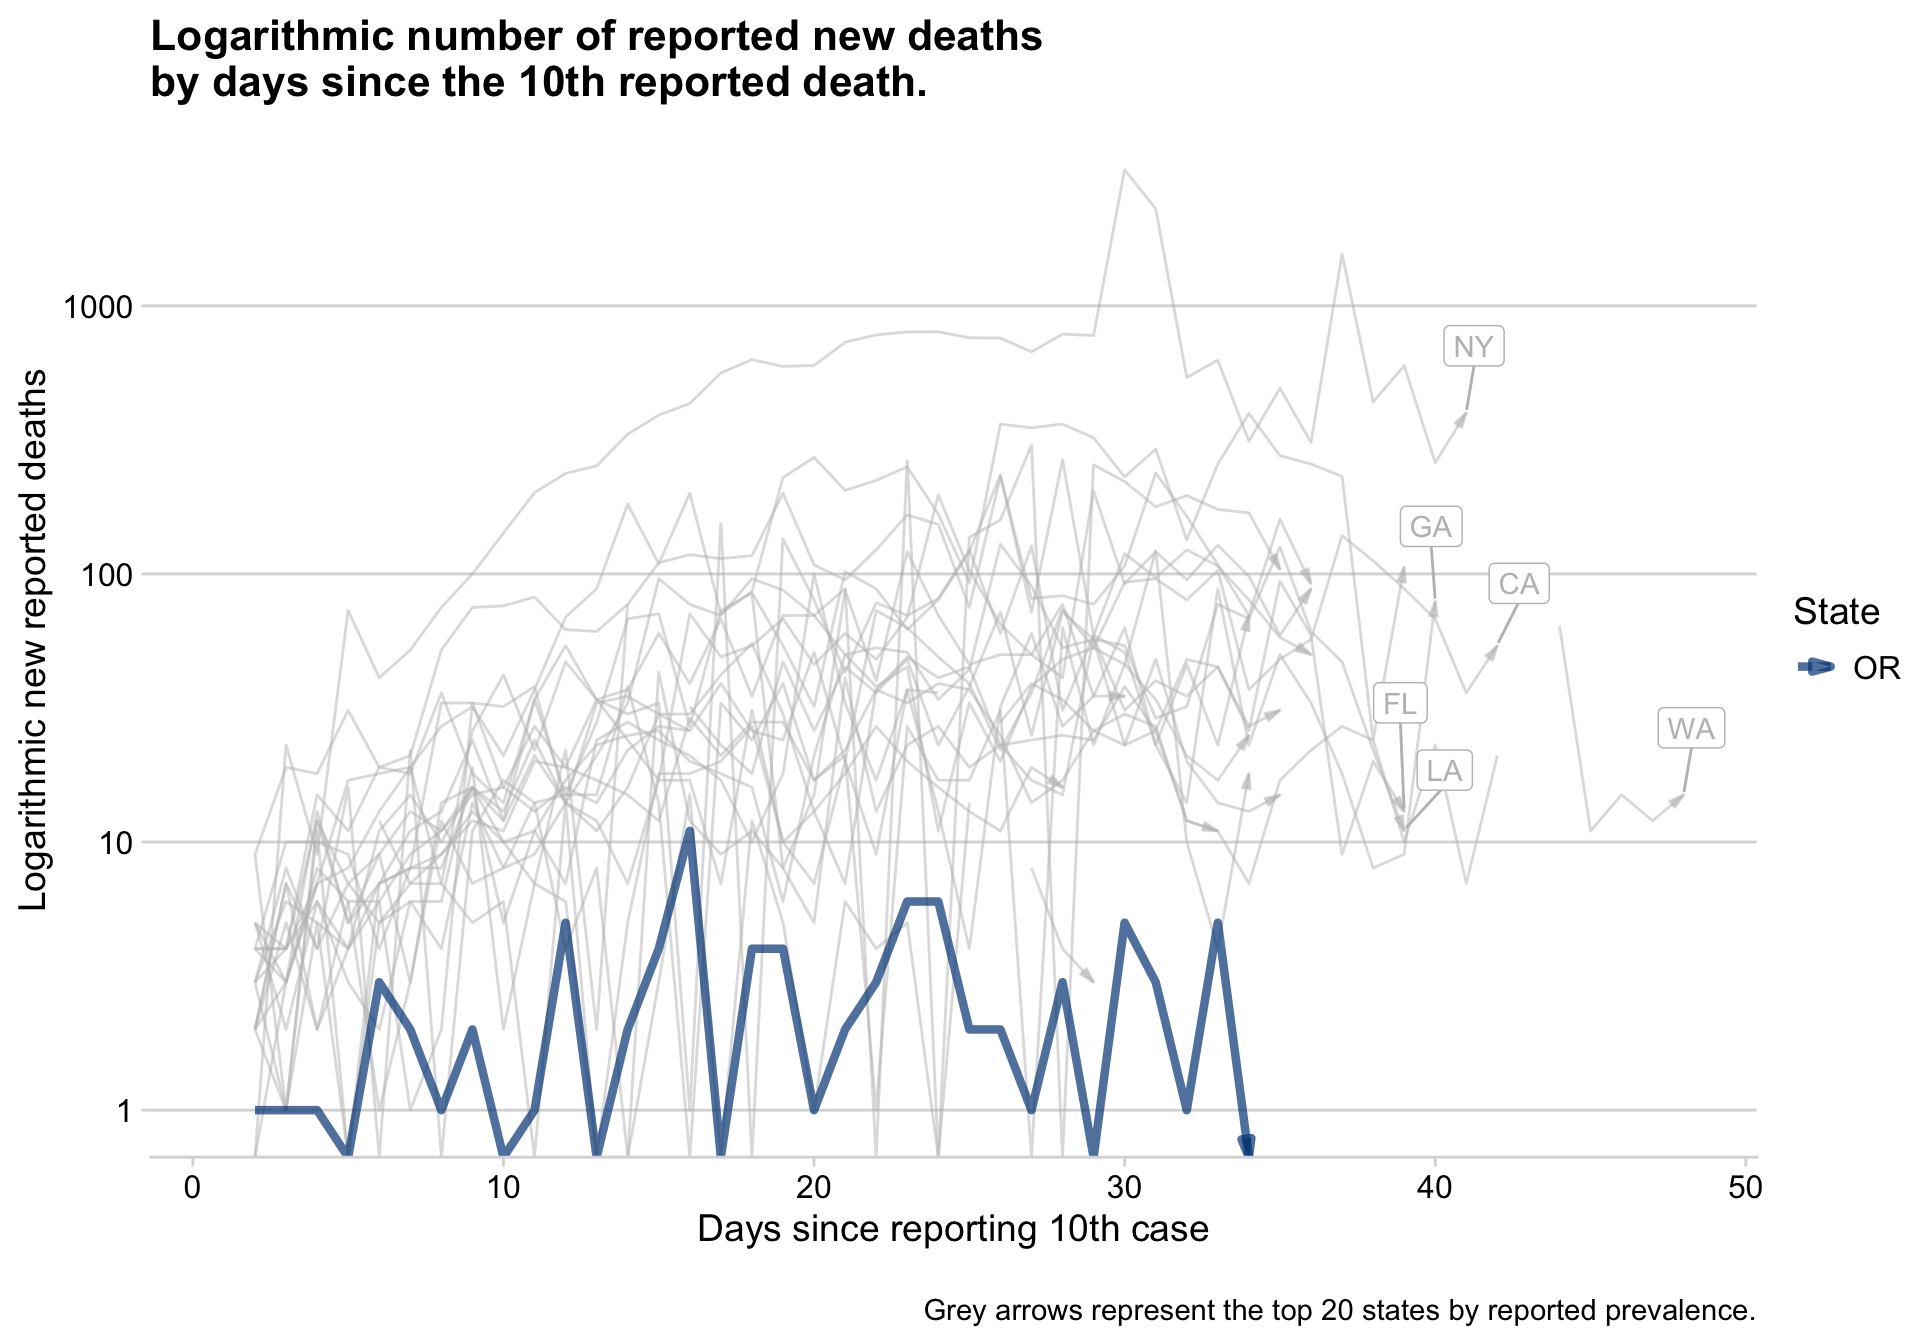 Logarithmic number of reported new deaths
by days since the 10th reported death.
Logarithmic new reported deaths
1000
100
10
1
NY
GA
CA
FL
LA
WA
State
OR
0 10 20 30 40 50
Days since reporting 10th case
Grey arrows represent the top 20 states by reported prevalence.